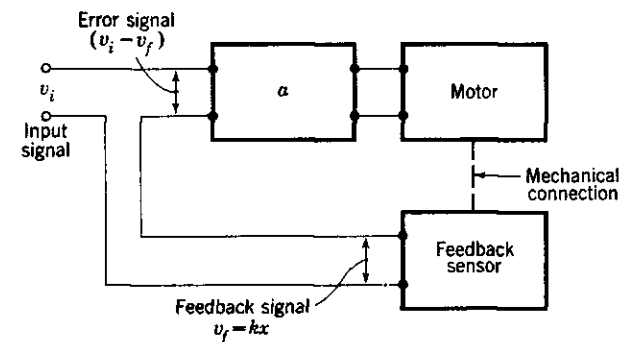 Error signal
(v_i − v_f)
v_i
Input
signal
a
Motor
Mechanical
connection
Feedback
sensor
Feedback signal
v_f = kx